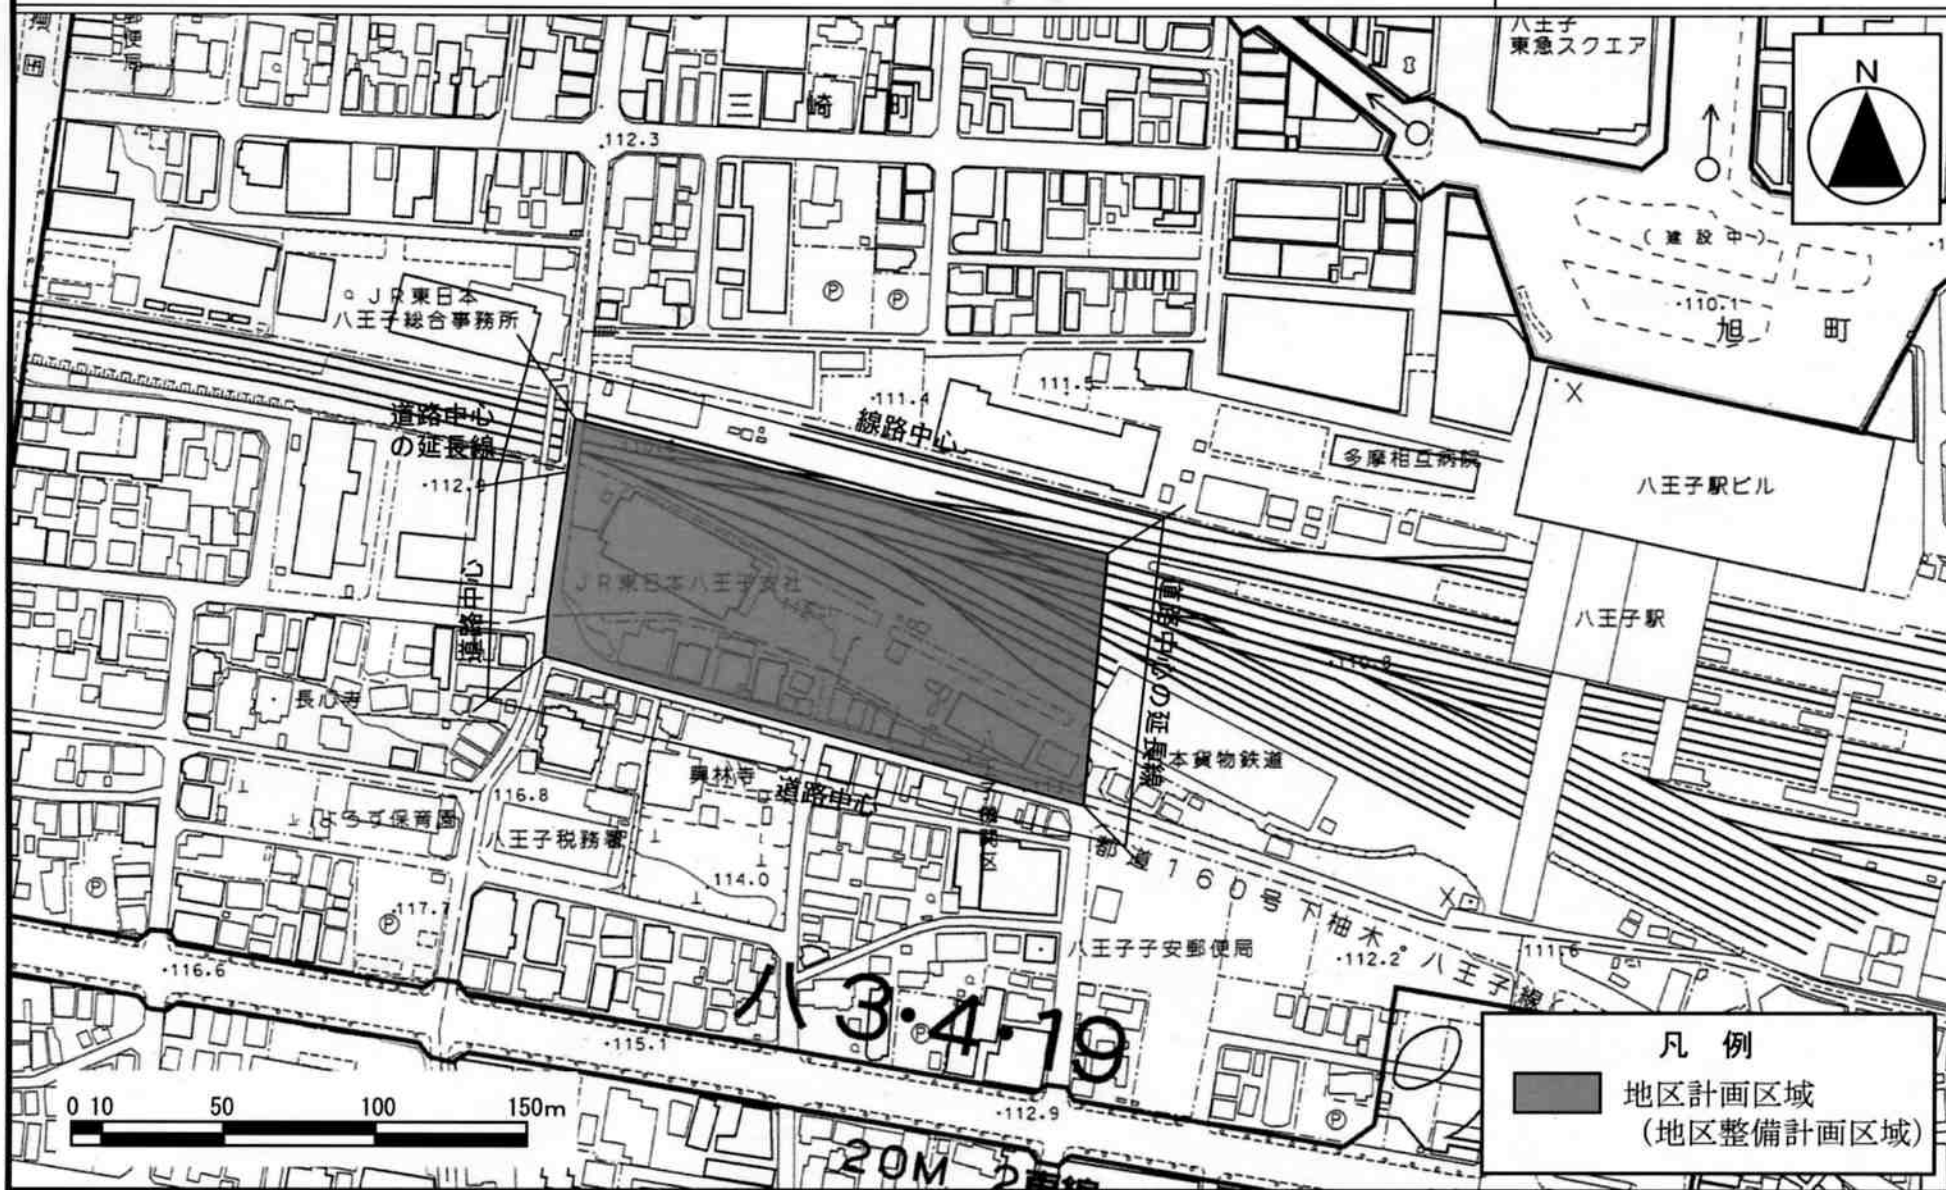 八王子
東急スクエア
N
国
道
便局
三崎町
112.3
(建設中)
110.1
旭町
JR東日本
八王子総合事務所
111.5
111.4
線路中心
道路中心
の延長線
多摩相互病院
八王子駅ビル
X
112.9
JR東日本八王子支社
道路中心
八王子駅
110.8
道路中心の延長線
長心寺
本貨物鉄道
興林寺
道路中心
116.8
よろず保育園
八王子税務署
114.0
都道160号下柚木八王子線
117.7
八王子子安郵便局
112.2
111.6
X
116.6
八3・4・19
115.1
112.9
20M
2車線
P
P
P
P
P
P
0 10 50 100 150m
凡例
地区計画区域
(地区整備計画区域)